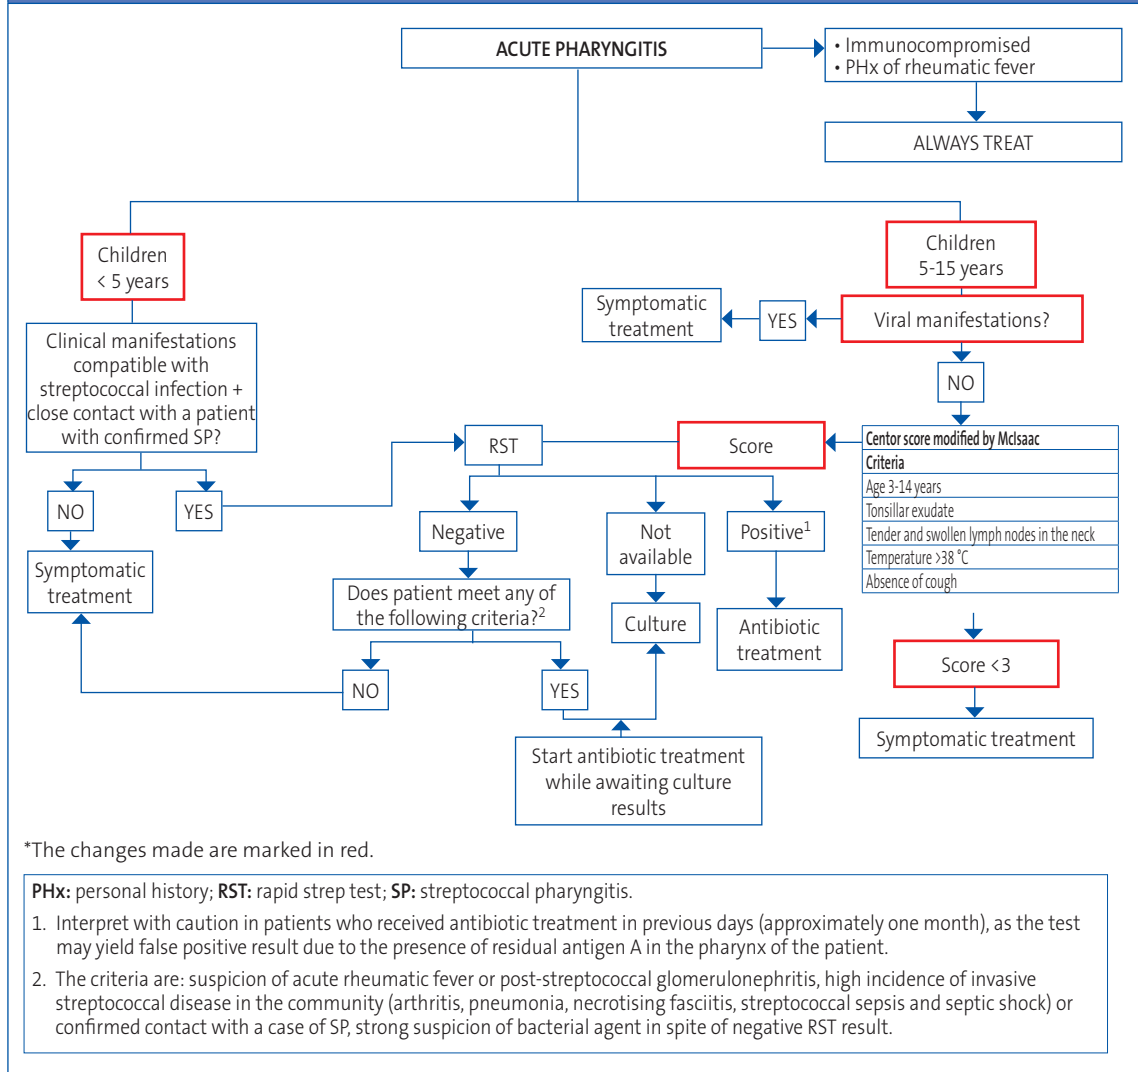 ACUTE PHARYNGITIS
• Immunocompromised
• PHx of rheumatic fever
ALWAYS TREAT
Children
< 5 years
Clinical manifestations
compatible with
streptococcal infection +
close contact with a patient
with confirmed SP?
NO
YES
Symptomatic
treatment
Children
5-15 years
Viral manifestations?
YES
Symptomatic
treatment
NO
Centor score modified by McIsaac
Criteria
Age 3-14 years
Tonsillar exudate
Tender and swollen lymph nodes in the neck
Temperature >38 °C
Absence of cough
Score
RST
Negative
Not
available
Positive1
Does patient meet any of
the following criteria?2
Culture
Antibiotic
treatment
NO
YES
Start antibiotic treatment
while awaiting culture
results
Score <3
Symptomatic treatment
*The changes made are marked in red.
PHx: personal history; RST: rapid strep test; SP: streptococcal pharyngitis.
1. Interpret with caution in patients who received antibiotic treatment in previous days (approximately one month), as the test
may yield false positive result due to the presence of residual antigen A in the pharynx of the patient.
2. The criteria are: suspicion of acute rheumatic fever or post-streptococcal glomerulonephritis, high incidence of invasive
streptococcal disease in the community (arthritis, pneumonia, necrotising fasciitis, streptococcal sepsis and septic shock) or
confirmed contact with a case of SP, strong suspicion of bacterial agent in spite of negative RST result.